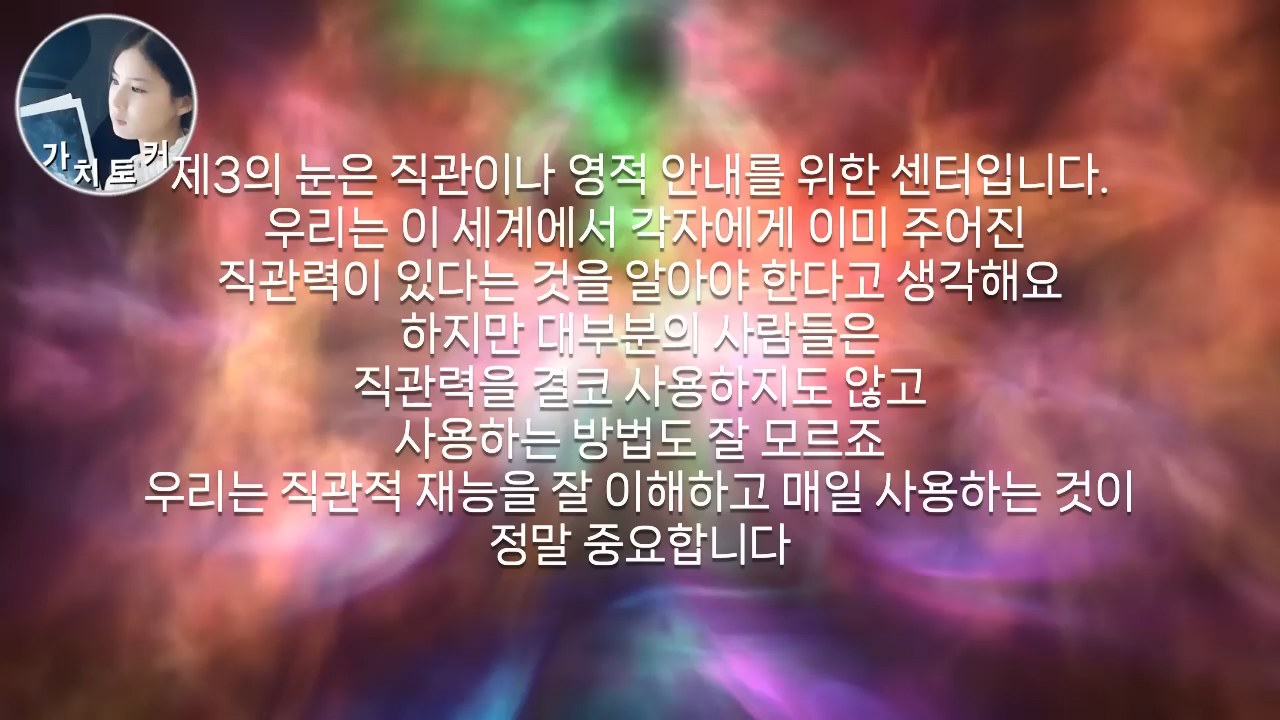 가치토커
제3의 눈은 직관이나 영적 안내를 위한 센터입니다.
우리는 이 세계에서 각자에게 이미 주어진
직관력이 있다는 것을 알아야 한다고 생각해요
하지만 대부분의 사람들은
직관력을 결코 사용하지도 않고
사용하는 방법도 잘 모르죠
우리는 직관적 재능을 잘 이해하고 매일 사용하는 것이
정말 중요합니다